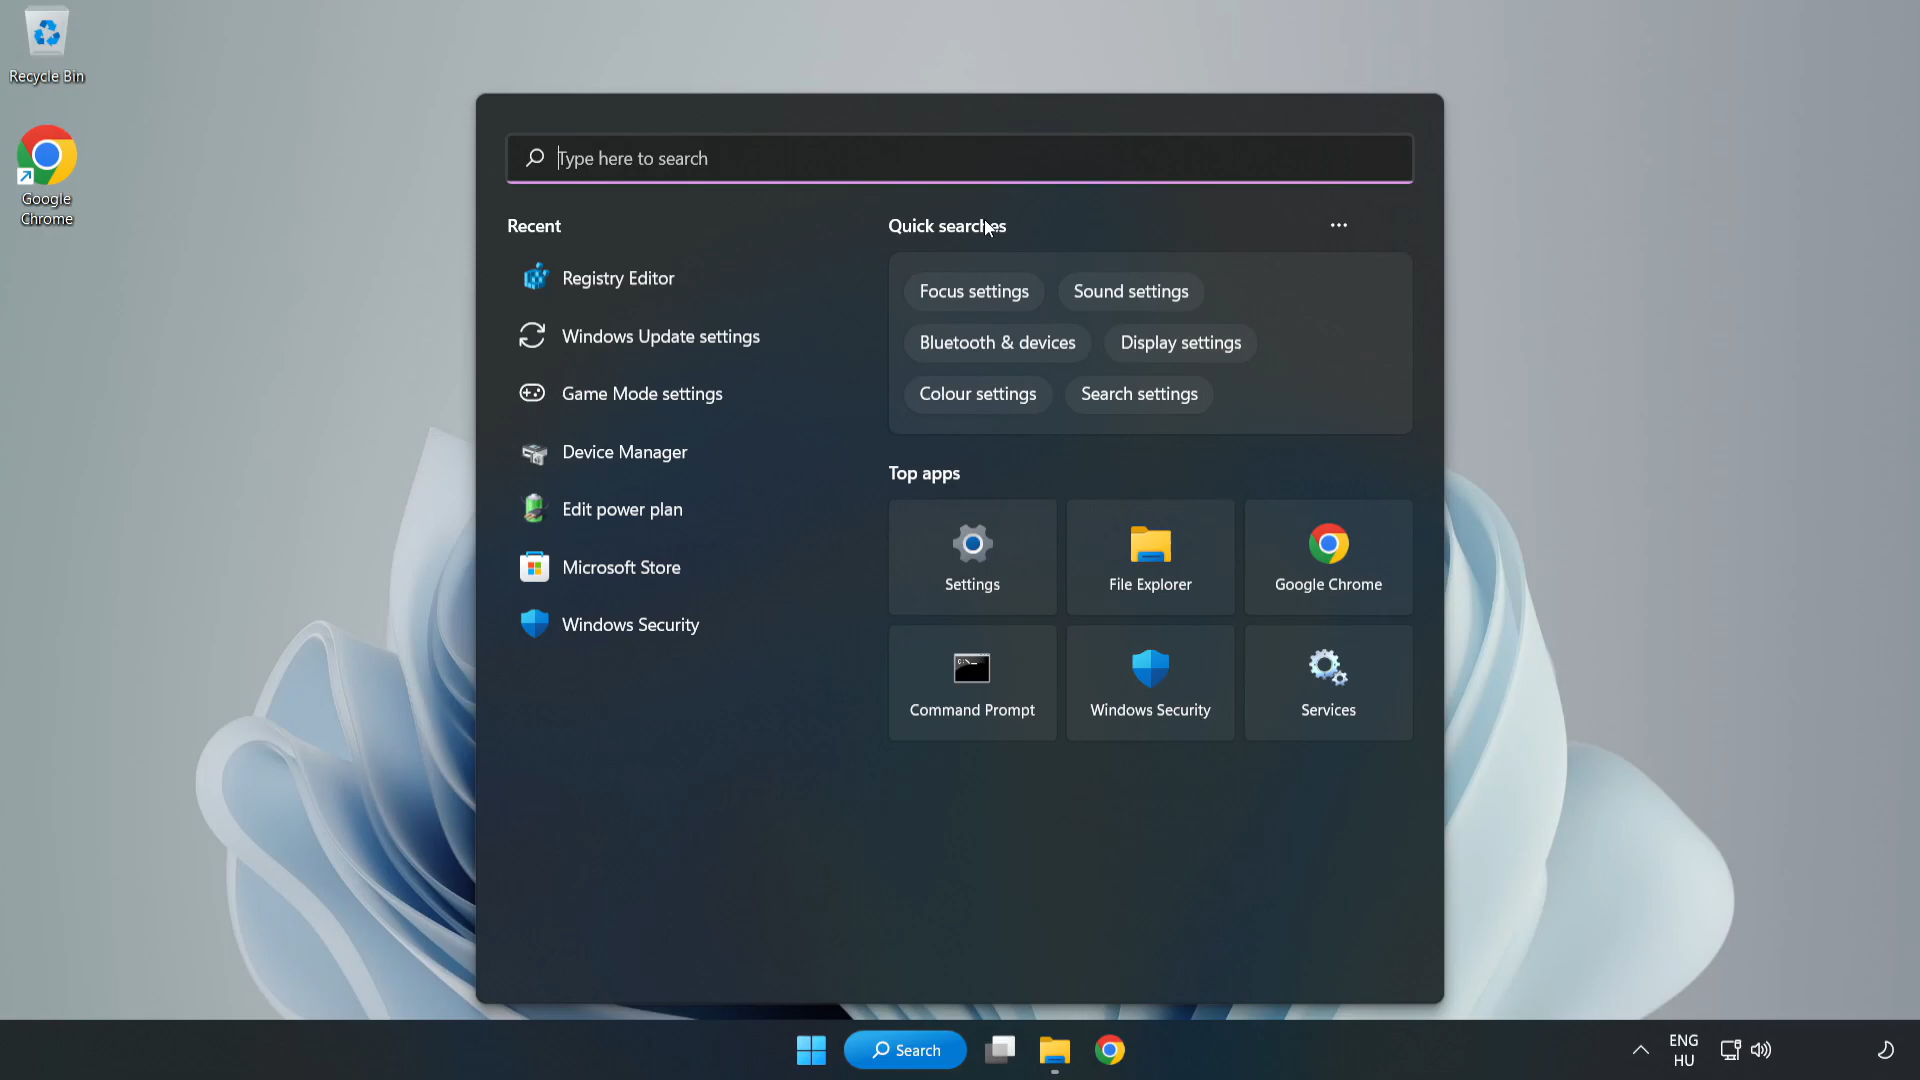 Recycle Bin
Google
Chrome
Type here to search
Recent
Registry Editor
Windows Update settings
Game Mode settings
Device Manager
Edit power plan
Microsoft Store
Windows Security
Quick searches
Focus settings
Sound settings
Bluetooth & devices
Display settings
Colour settings
Search settings
Top apps
Settings
File Explorer
Google Chrome
Command Prompt
Windows Security
Services
Search
ENG
HU